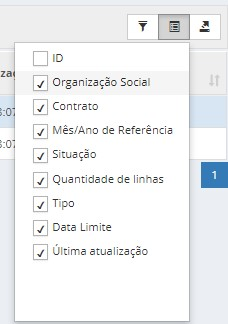 ID
Organização Social
Contrato
Mês/Ano de Referência
Situação
Quantidade de linhas
Tipo
Data Limite
Última atualização
1